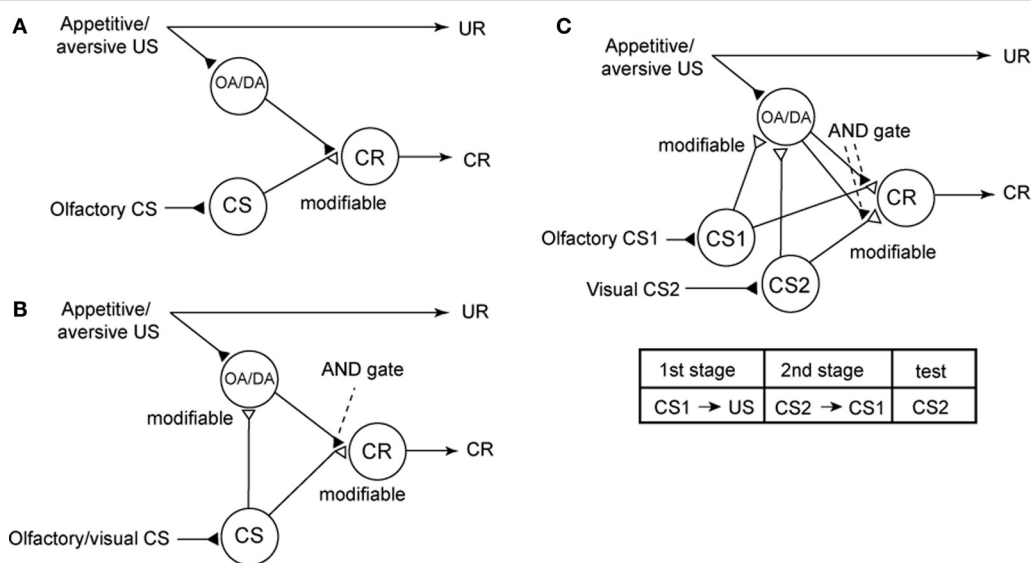 A
Appetitive/
aversive US
UR
OA/DA
CR
CR
modifiable
Olfactory CS
CS
B
Appetitive/
aversive US
UR
OA/DA
AND gate
modifiable
CR
CR
modifiable
Olfactory/visual CS
CS
C
Appetitive/
aversive US
UR
OA/DA
AND gate
modifiable
CR
CR
Olfactory CS1
CS1
modifiable
Visual CS2
CS2
1st stage 2nd stage test
CS1 → US CS2 → CS1 CS2